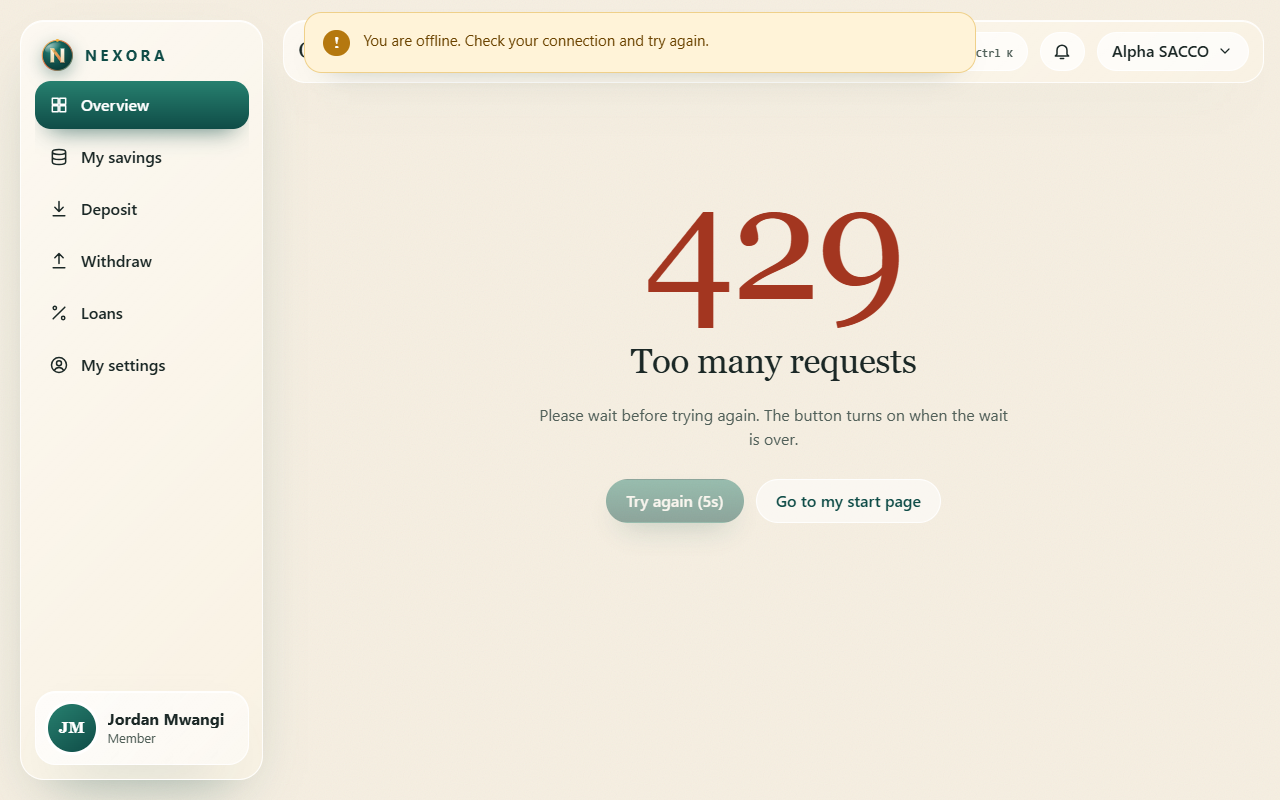 NEXORA
Overview
My savings
Deposit
Withdraw
Loans
My settings
JM
Jordan Mwangi
Member
You are offline. Check your connection and try again.
Ctrl K
Alpha SACCO
429
Too many requests
Please wait before trying again. The button turns on when the wait
is over.
Try again (5s)
Go to my start page